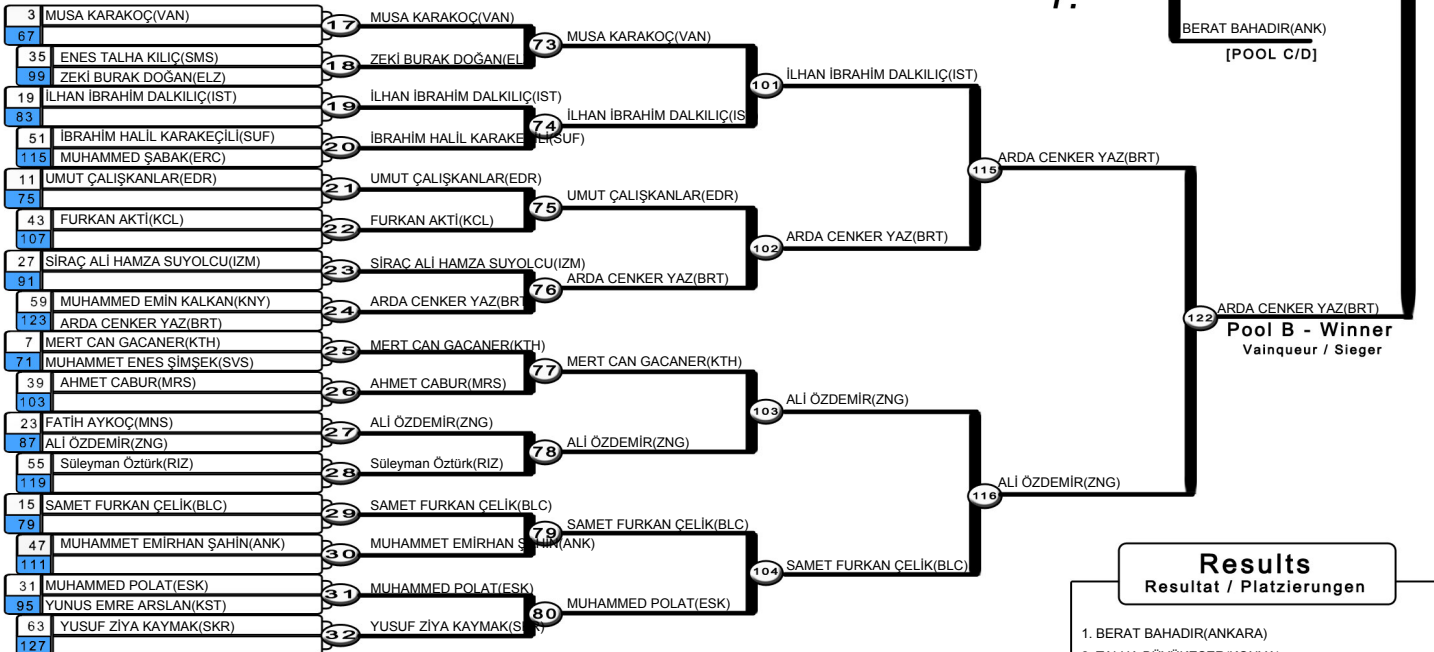 3 MUSA KARAKOÇ(VAN)
67
17
MUSA KARAKOÇ(VAN)
35 ENES TALHA KILIÇ(SMS)
99 ZEKİ BURAK DOĞAN(ELZ)
18
ZEKİ BURAK DOĞAN(EL
73
MUSA KARAKOÇ(VAN)
19 İLHAN İBRAHİM DALKILIÇ(IST)
83
19
İLHAN İBRAHİM DALKILIÇ(IST)
51 İBRAHİM HALİL KARAKEÇİLİ(SUF)
115 MUHAMMED ŞABAK(ERC)
20
İBRAHİM HALİL KARAKEÇİLİ(SUF)
74
İLHAN İBRAHİM DALKILIÇ(IS
101
İLHAN İBRAHİM DALKILIÇ(IST)
11 UMUT ÇALIŞKANLAR(EDR)
75
21
UMUT ÇALIŞKANLAR(EDR)
43 FURKAN AKTİ(KCL)
107
22
FURKAN AKTİ(KCL)
75
UMUT ÇALIŞKANLAR(EDR)
27 SİRAÇ ALİ HAMZA SUYOLCU(IZM)
91
23
SİRAÇ ALİ HAMZA SUYOLCU(IZM)
59 MUHAMMED EMİN KALKAN(KNY)
123 ARDA CENKER YAZ(BRT)
24
ARDA CENKER YAZ(BRT
76
ARDA CENKER YAZ(BRT)
102
ARDA CENKER YAZ(BRT)
115
ARDA CENKER YAZ(BRT)
7 MERT CAN GACANER(KTH)
71 MUHAMMET ENES ŞİMŞEK(SVS)
25
MERT CAN GACANER(KTH)
39 AHMET CABUR(MRS)
103
26
AHMET CABUR(MRS)
77
MERT CAN GACANER(KTH)
23 FATİH AYKOÇ(MNS)
87 ALİ ÖZDEMİR(ZNG)
27
ALİ ÖZDEMİR(ZNG)
55 Süleyman Öztürk(RIZ)
119
28
Süleyman Öztürk(RIZ)
78
ALİ ÖZDEMİR(ZNG)
103
ALİ ÖZDEMİR(ZNG)
15 SAMET FURKAN ÇELİK(BLC)
79
29
SAMET FURKAN ÇELİK(BLC)
47 MUHAMMET EMİRHAN ŞAHİN(ANK)
111
30
MUHAMMET EMİRHAN ŞAHİN(ANK)
79
SAMET FURKAN ÇELİK(BLC)
31 MUHAMMED POLAT(ESK)
95 YUNUS EMRE ARSLAN(KST)
31
MUHAMMED POLAT(ESK)
63 YUSUF ZİYA KAYMAK(SKR)
127
32
YUSUF ZİYA KAYMAK(S
80
MUHAMMED POLAT(ESK)
104
SAMET FURKAN ÇELİK(BLC)
116
ALİ ÖZDEMİR(ZNG)
122
ARDA CENKER YAZ(BRT)
Pool B - Winner
Vainqueur / Sieger
BERAT BAHADIR(ANK)
[POOL C/D]
Results
Resultat / Platzierungen
1. BERAT BAHADIR(ANKARA)